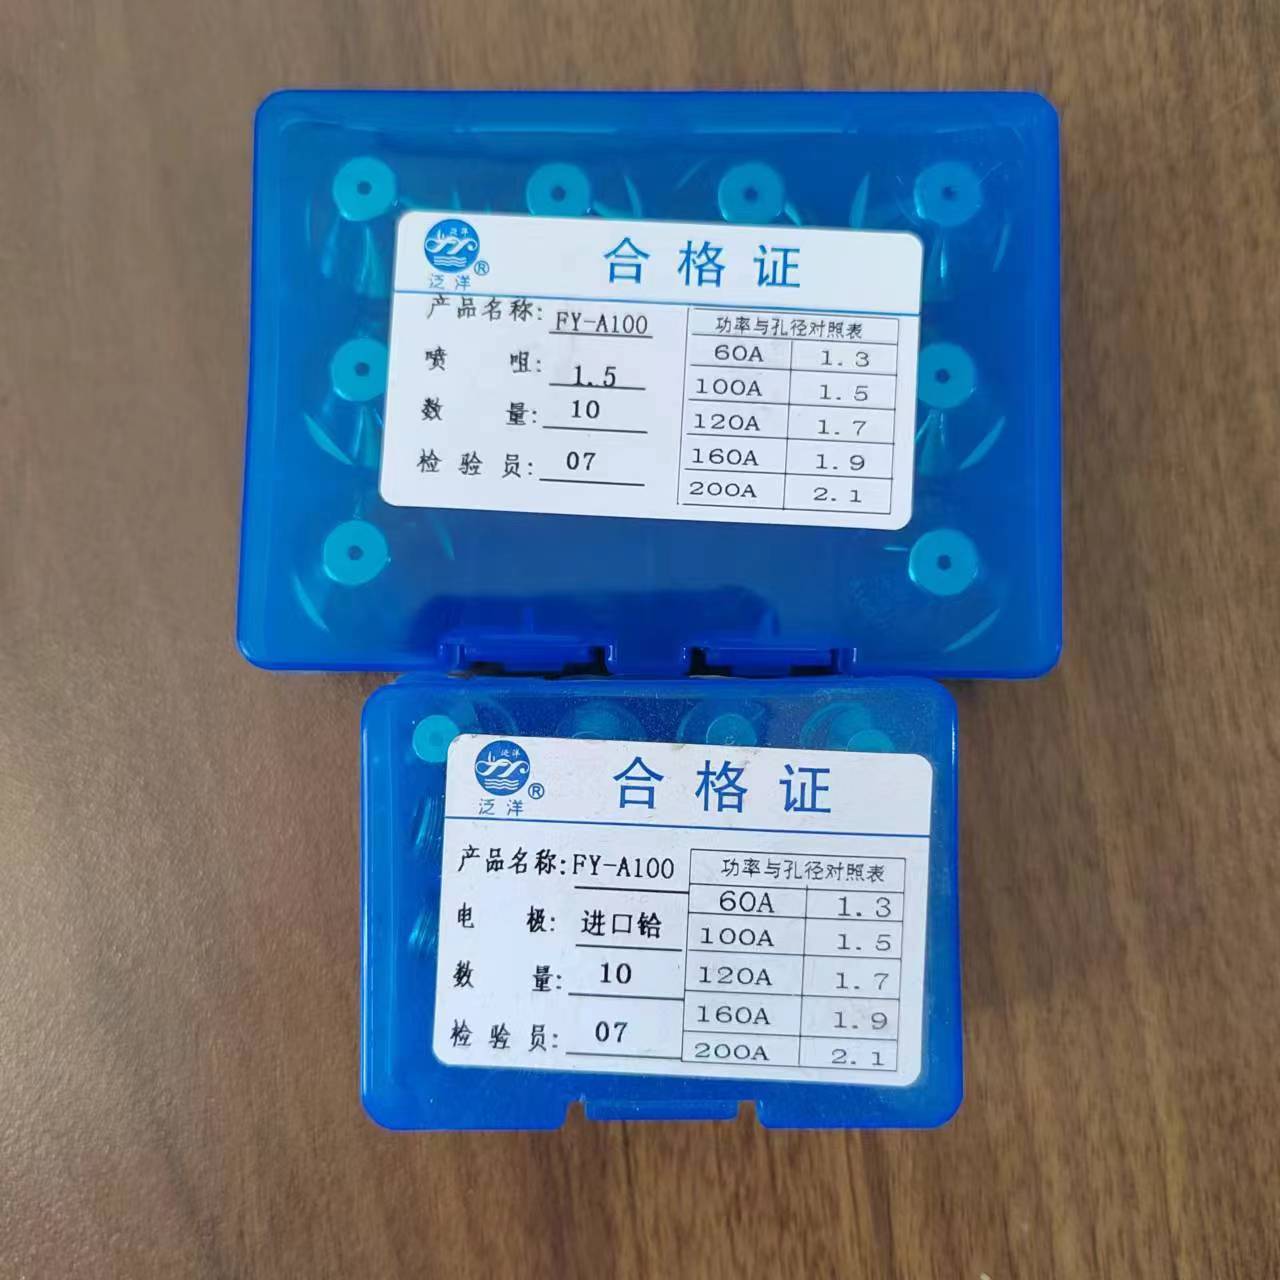 泛洋
®
泛洋
合格证
产品名称: FY-A100
喷咀: 1.5
数量: 10
检验员: 07
功率与孔径对照表
60A 1.3
100A 1.5
120A 1.7
160A 1.9
200A 2.1
泛洋
®
泛洋
合格证
产品名称: FY-A100
电极: 进口铪
数量: 10
检验员: 07
功率与孔径对照表
60A 1.3
100A 1.5
120A 1.7
160A 1.9
200A 2.1